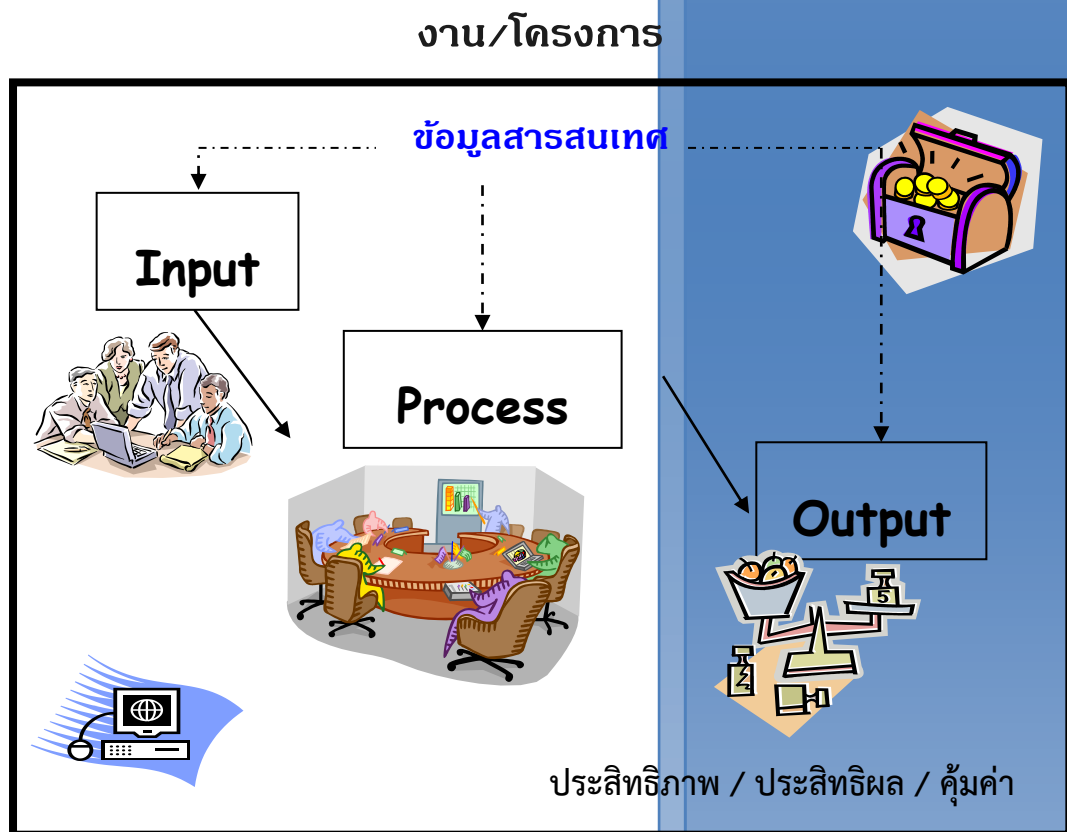 งาน/โครงการ
ข้อมูลสารสนเทศ
Input
Process
Output
5
ประสิทธิภาพ / ประสิทธิผล / คุ้มค่า